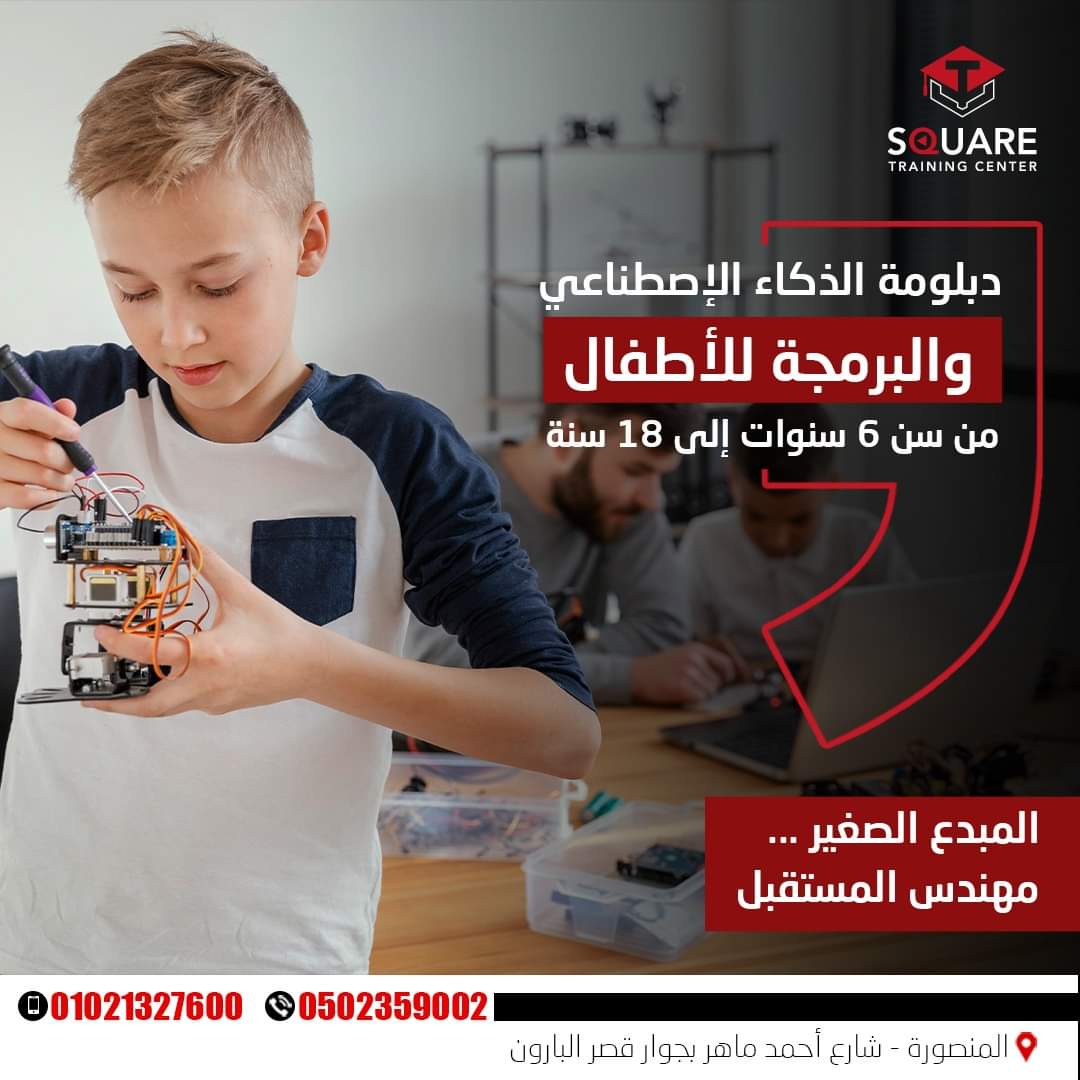 T
SQUARE
TRAINING CENTER
دبلومة الذكاء الإصطناعي
والبرمجة للأطفال
من سن 6 سنوات إلى 18 سنة
المبدع الصغير ...
مهندس المستقبل
01021327600 0502359002
المنصورة - شارع أحمد ماهر بجوار قصر البارون